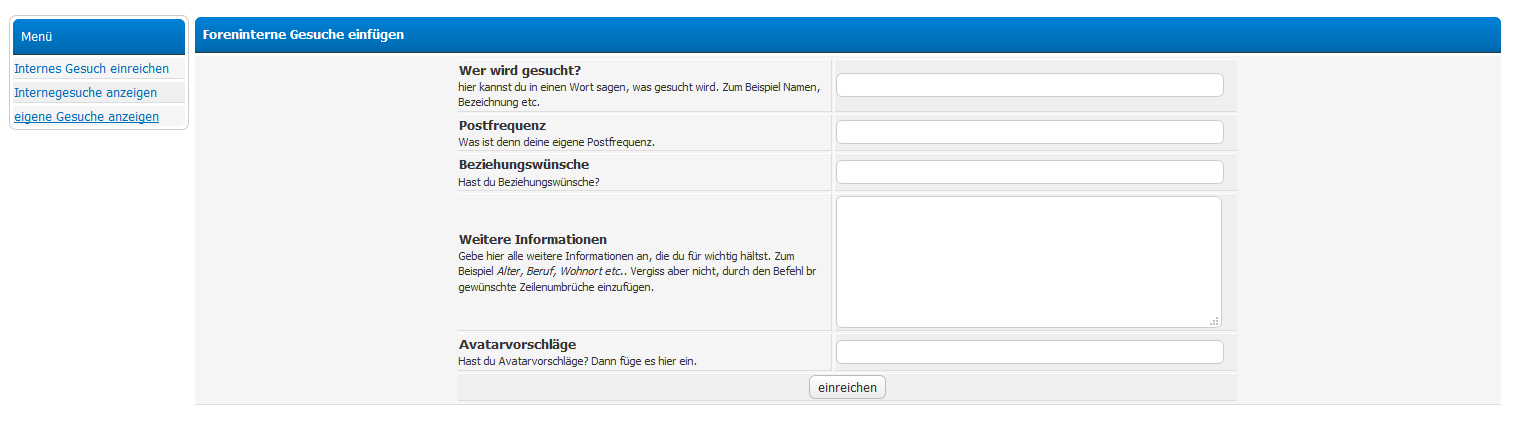 Menü
Internes Gesuch einreichen
Internegesuche anzeigen
eigene Gesuche anzeigen
Foreninterne Gesuche einfügen
Wer wird gesucht?
hier kannst du in einen Wort sagen, was gesucht wird. Zum Beispiel Namen,
Bezeichnung etc.
Postfrequenz
Was ist denn deine eigene Postfrequenz.
Beziehungswünsche
Hast du Beziehungswünsche?
Weitere Informationen
Gebe hier alle weitere Informationen an, die du für wichtig hältst. Zum
Beispiel Alter, Beruf, Wohnort etc.. Vergiss aber nicht, durch den Befehl br
gewünschte Zeilenumbrüche einzufügen.
Avatarvorschläge
Hast du Avatarvorschläge? Dann füge es hier ein.
einreichen